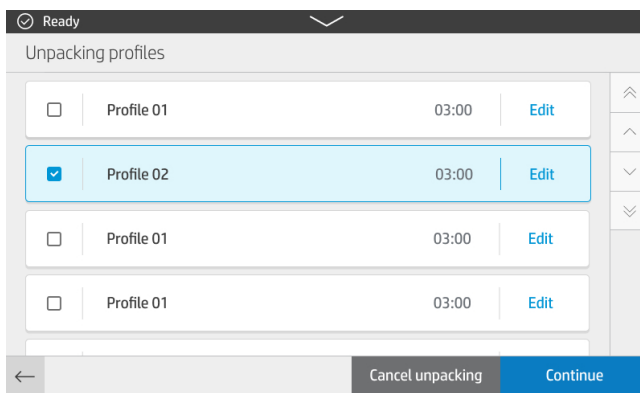 Ready
Unpacking profiles
Profile 01 03:00 Edit
Profile 02 03:00 Edit
Profile 01 03:00 Edit
Profile 01 03:00 Edit
Cancel unpacking Continue